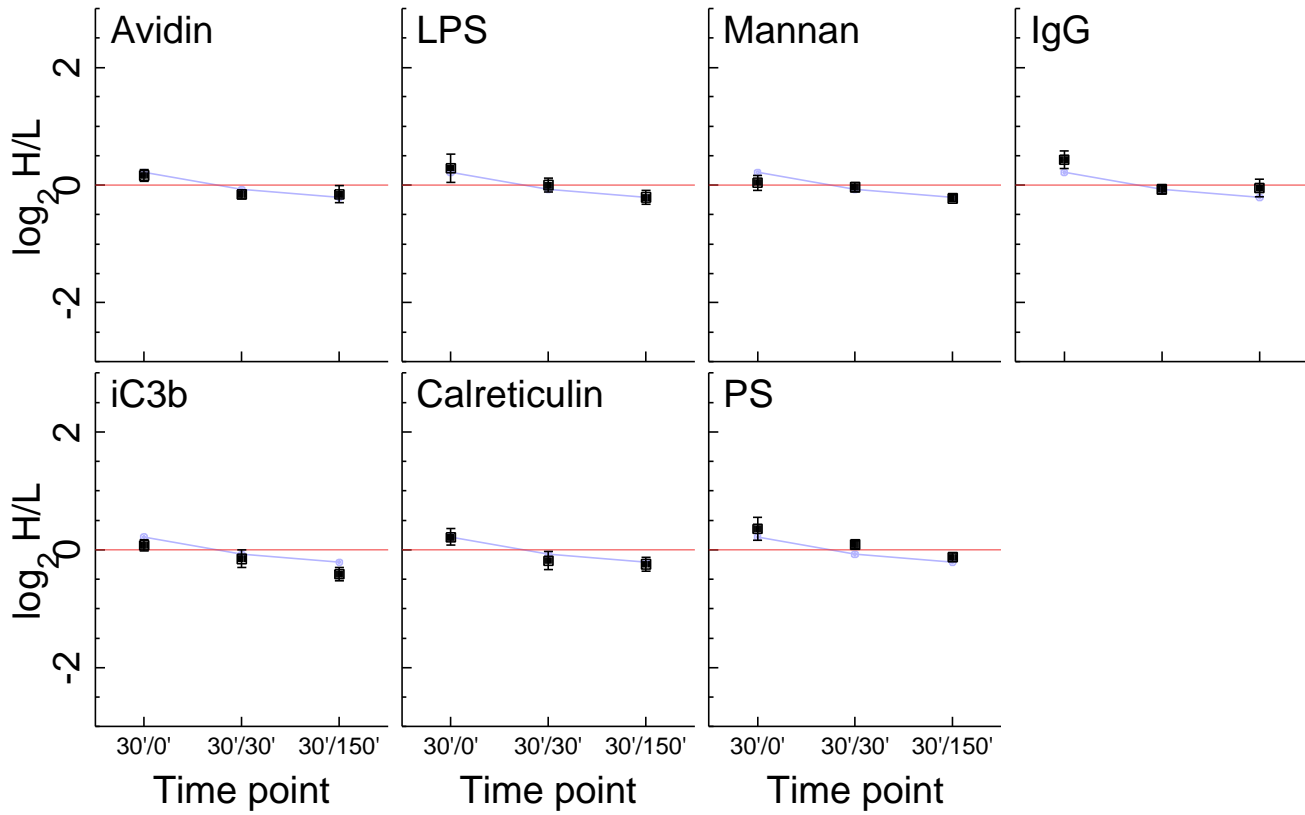 Avidin
LPS
Mannan
IgG
2
0
-2
log2 H/L
iC3b
Calreticulin
PS
2
0
-2
log2 H/L
30'/0' 30'/30' 30'/150'
30'/0' 30'/30' 30'/150'
30'/0' 30'/30' 30'/150'
Time point
Time point
Time point